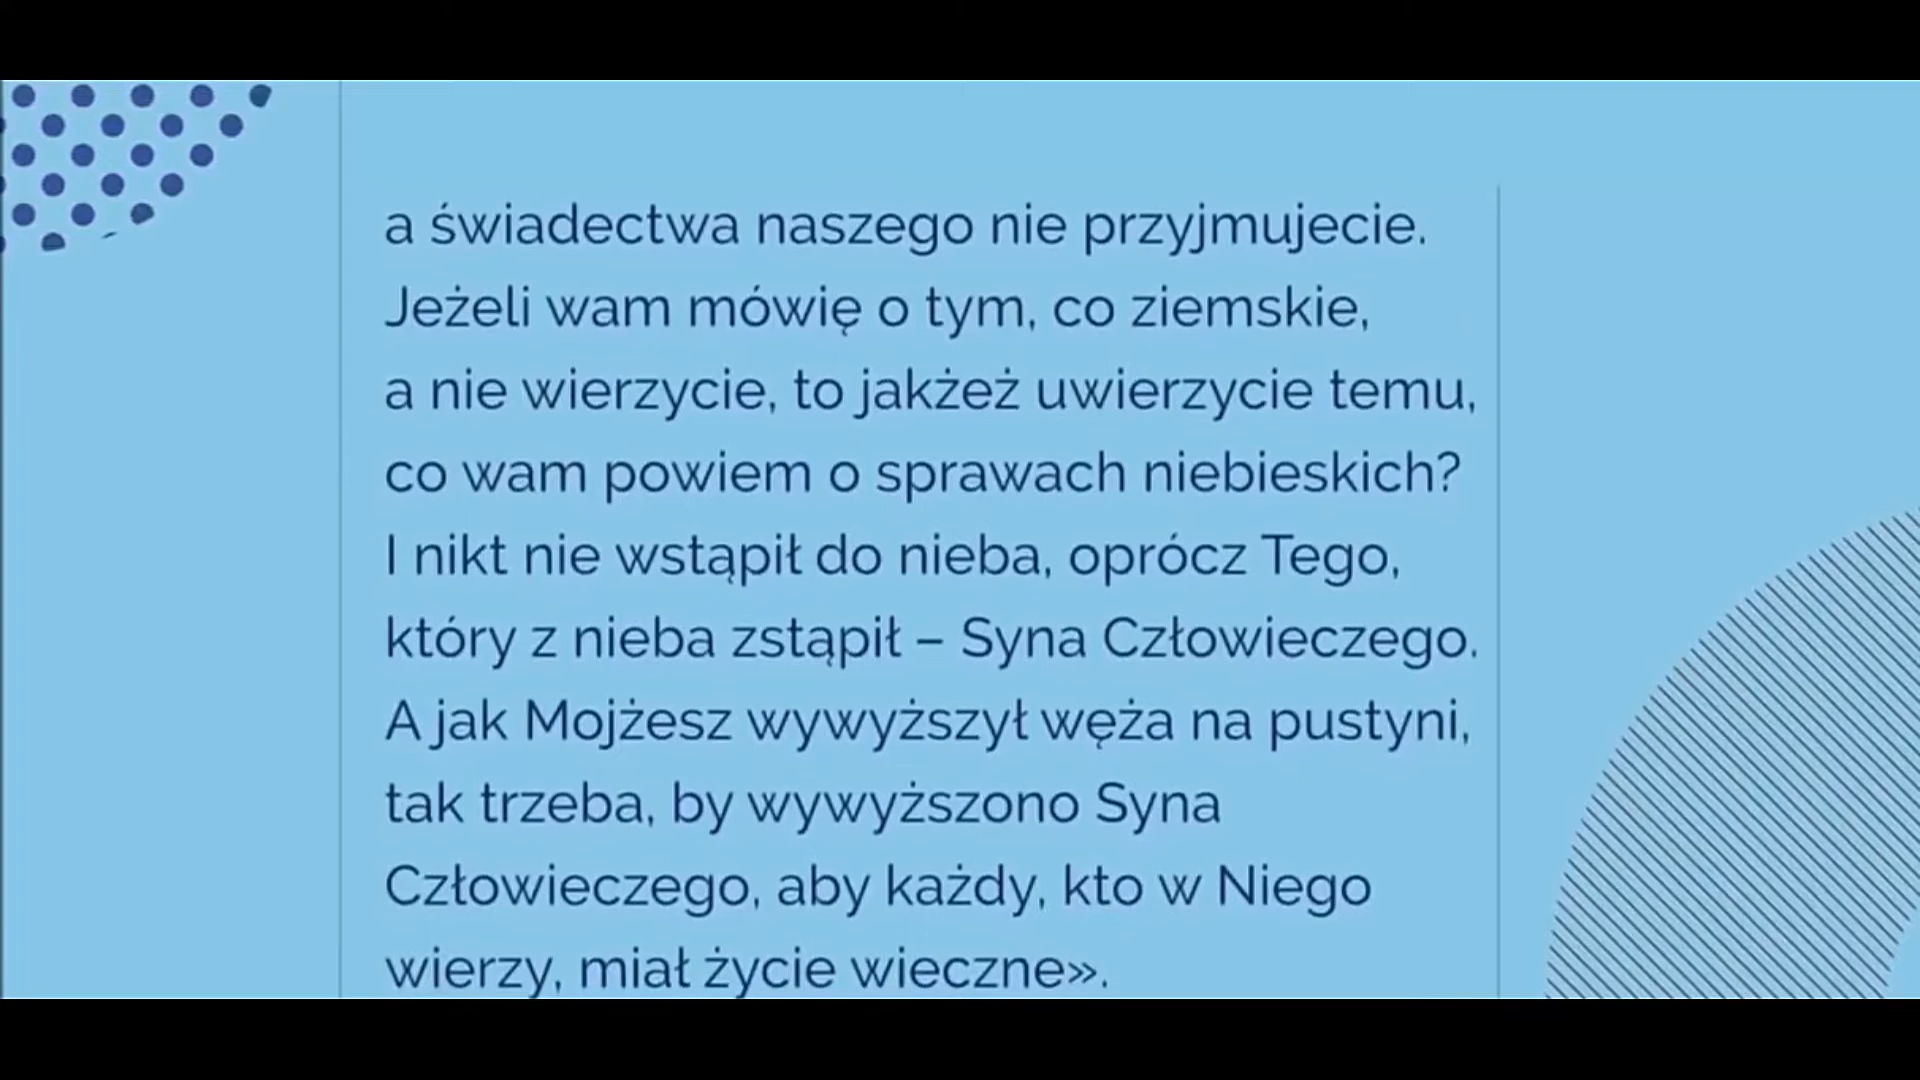 a świadectwa naszego nie przyjmujecie.
Jeżeli wam mówię o tym, co ziemskie,
a nie wierzycie, to jakżeż uwierzycie temu,
co wam powiem o sprawach niebieskich?
I nikt nie wstąpił do nieba, oprócz Tego,
który z nieba zstąpił – Syna Człowieczego.
A jak Mojżesz wywyższył węża na pustyni,
tak trzeba, by wywyższono Syna
Człowieczego, aby każdy, kto w Niego
wierzy, miał życie wieczne».